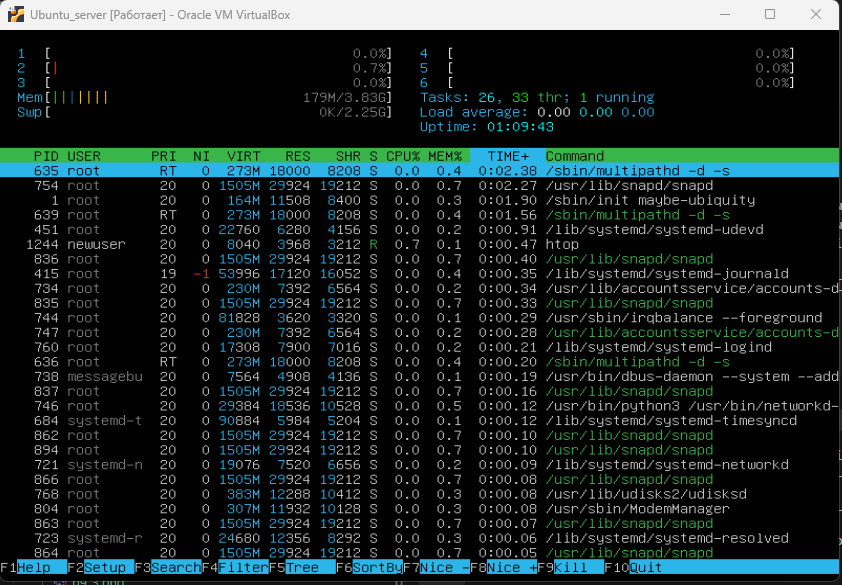 Ubuntu_server [Работает] - Oracle VM VirtualBox
1 [ 0.0%] 4 [ 0.0%]
2 [| 0.7%] 5 [ 0.0%]
3 [ 0.0%] 6 [ 0.0%]
Mem[||||||| 179M/3.83G] Tasks: 26, 33 thr; 1 running
Swp[ 0K/2.25G] Load average: 0.00 0.00 0.00
Uptime: 01:09:43
PID USER PRI NI VIRT RES SHR S CPU% MEM% TIME+ Command
635 root RT 0 273M 18000 8208 S 0.0 0.4 0:02.38 /sbin/multipathd -d -s
754 root 20 0 1505M 29924 19212 S 0.0 0.7 0:02.27 /usr/lib/snapd/snapd
1 root 20 0 164M 11508 8400 S 0.0 0.3 0:01.90 /sbin/init maybe-ubiquity
639 root RT 0 273M 18000 8208 S 0.0 0.4 0:01.56 /sbin/multipathd -d -s
451 root 20 0 22760 6280 4156 S 0.0 0.2 0:00.91 /lib/systemd/systemd-udevd
1244 newuser 20 0 8040 3968 3212 R 0.7 0.1 0:00.47 htop
836 root 20 0 1505M 29924 19212 S 0.0 0.7 0:00.40 /usr/lib/snapd/snapd
415 root 19 -1 53996 17120 16052 S 0.0 0.4 0:00.35 /lib/systemd/systemd-journald
734 root 20 0 230M 7392 6564 S 0.0 0.2 0:00.34 /usr/lib/accountsservice/accounts-d
835 root 20 0 1505M 29924 19212 S 0.0 0.7 0:00.33 /usr/lib/snapd/snapd
744 root 20 0 81828 3620 3320 S 0.0 0.1 0:00.29 /usr/sbin/irqbalance --foreground
747 root 20 0 230M 7392 6564 S 0.0 0.2 0:00.28 /usr/lib/accountsservice/accounts-d
760 root 20 0 17308 7900 7016 S 0.0 0.2 0:00.21 /lib/systemd/systemd-logind
636 root RT 0 273M 18000 8208 S 0.0 0.4 0:00.20 /sbin/multipathd -d -s
738 messagebu 20 0 7564 4908 4136 S 0.0 0.1 0:00.19 /usr/bin/dbus-daemon --system --add
837 root 20 0 1505M 29924 19212 S 0.0 0.7 0:00.16 /usr/lib/snapd/snapd
746 root 20 0 29384 18536 10528 S 0.0 0.5 0:00.12 /usr/bin/python3 /usr/bin/networkd-
684 systemd-t 20 0 90884 5984 5204 S 0.0 0.1 0:00.12 /lib/systemd/systemd-timesyncd
862 root 20 0 1505M 29924 19212 S 0.0 0.7 0:00.10 /usr/lib/snapd/snapd
894 root 20 0 1505M 29924 19212 S 0.0 0.7 0:00.10 /usr/lib/snapd/snapd
721 systemd-n 20 0 19076 7520 6656 S 0.0 0.2 0:00.09 /lib/systemd/systemd-networkd
866 root 20 0 1505M 29924 19212 S 0.0 0.7 0:00.08 /usr/lib/snapd/snapd
768 root 20 0 383M 12288 10412 S 0.0 0.3 0:00.08 /usr/lib/udisks2/udisksd
804 root 20 0 307M 11932 10128 S 0.0 0.3 0:00.08 /usr/sbin/ModemManager
863 root 20 0 1505M 29924 19212 S 0.0 0.7 0:00.07 /usr/lib/snapd/snapd
723 systemd-r 20 0 24680 12356 8292 S 0.0 0.3 0:00.06 /lib/systemd/systemd-resolved
864 root 20 0 1505M 29924 19212 S 0.0 0.7 0:00.05 /usr/lib/snapd/snapd
F1Help F2Setup F3SearchF4FilterF5Tree F6SortByF7Nice -F8Nice +F9Kill F10Quit